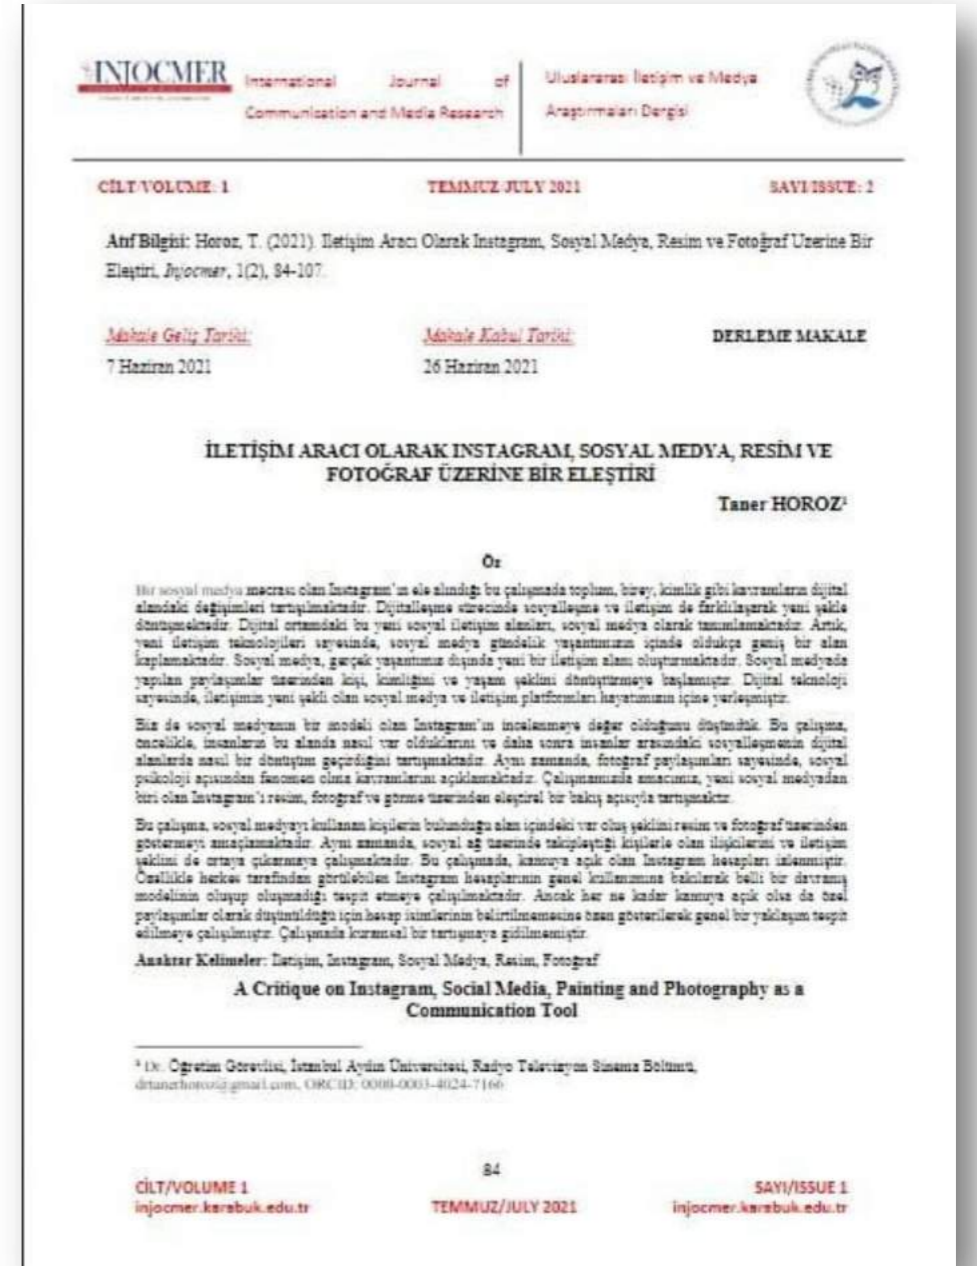 INJOCMER
International Journal of
Communication and Media Research
Uluslararası İletişim ve Medya
Araştırmaları Dergisi
CİLT/VOLUME: 1 TEMMUZ/JULY 2021 SAYI/ISSUE: 2
Atıf Bilgisi: Horoz, T. (2021). İletişim Aracı Olarak Instagram, Sosyal Medya, Resim ve Fotoğraf Üzerine Bir
Eleştiri, Injocmer, 1(2), 84-107.
Makale Geliş Tarihi: Makale Kabul Tarihi: DERLEME MAKALE
7 Haziran 2021 26 Haziran 2021
İLETİŞİM ARACI OLARAK INSTAGRAM, SOSYAL MEDYA, RESİM VE
FOTOĞRAF ÜZERİNE BİR ELEŞTİRİ
Taner HOROZ¹
Öz
Bir sosyal medya mecrası olan Instagram'ın ele alındığı bu çalışmada toplum, birey, kimlik gibi kavramların dijital
alandaki değişimleri tartışılmaktadır. Dijitalleşme sürecinde sosyalleşme ve iletişim de farklılaşarak yeni şekle
dönüşmektedir. Dijital ortamdaki bu yeni sosyal iletişim alanları, sosyal medya olarak tanımlamaktadır. Artık,
yeni iletişim teknolojileri sayesinde, sosyal medya gündelik yaşantımızın içinde oldukça geniş bir alan
kaplamaktadır. Sosyal medya, gerçek yaşantımız dışında yeni bir iletişim alanı oluşturmaktadır. Sosyal medyada
yapılan paylaşımlar üzerinden kişi, kimliğini ve yaşam şeklini dönüştürmeye başlamıştır. Dijital teknoloji
sayesinde, iletişimin yeni şekli olan sosyal medya ve iletişim platformları hayatımızın içine yerleşmiştir.
Biz de sosyal medyanın bir modeli olan Instagram'ın incelenmeye değer olduğunu düşündük. Bu çalışma,
öncelikle, insanların bu alanda nasıl var olduklarını ve daha sonra insanlar arasındaki sosyalleşmenin dijital
alanlarda nasıl bir dönüşüm geçirdiğini tartışmaktadır. Aynı zamanda, fotoğraf paylaşımları sayesinde, sosyal
psikoloji açısından fenomen olma kavramlarını açıklamaktadır. Çalışmamızda amacımız, yeni sosyal medyadan
biri olan Instagram'ı resim, fotoğraf ve görme üzerinden eleştirel bir bakış açısıyla tartışmaktır.
Bu çalışma, sosyal medyayı kullanan kişilerin bulunduğu alan içindeki var oluş şeklini resim ve fotoğraf üzerinden
göstermeyi amaçlamaktadır. Aynı zamanda, sosyal ağ üzerinde takipleştiği kişilerle olan ilişkilerini ve iletişim
şeklini de ortaya çıkarmaya çalışmaktadır. Bu çalışmada, kamuya açık olan Instagram hesapları izlenmiştir.
Özellikle herkes tarafından görülebilen Instagram hesaplarının genel kullanımına bakılarak belli bir davranış
modelinin oluşup oluşmadığı tespit etmeye çalışılmaktadır. Ancak her ne kadar kamuya açık olsa da özel
paylaşımlar olarak düşünüldüğü için hesap isimlerinin belirtilmemesine özen gösterilerek genel bir yaklaşım tespit
edilmeye çalışılmıştır. Çalışmada kuramsal bir tartışmaya gidilmemiştir.
Anahtar Kelimeler: İletişim, Instagram, Sosyal Medya, Resim, Fotoğraf
A Critique on Instagram, Social Media, Painting and Photography as a
Communication Tool
¹ Dr. Öğretim Görevlisi, İstanbul Aydın Üniversitesi, Radyo Televizyon Sinema Bölümü,
drtanerhoroz@gmail.com, ORCID: 0000-0003-4024-7166
84
CİLT/VOLUME 1 SAYI/ISSUE 1
injocmer.karabuk.edu.tr TEMMUZ/JULY 2021 injocmer.karabuk.edu.tr